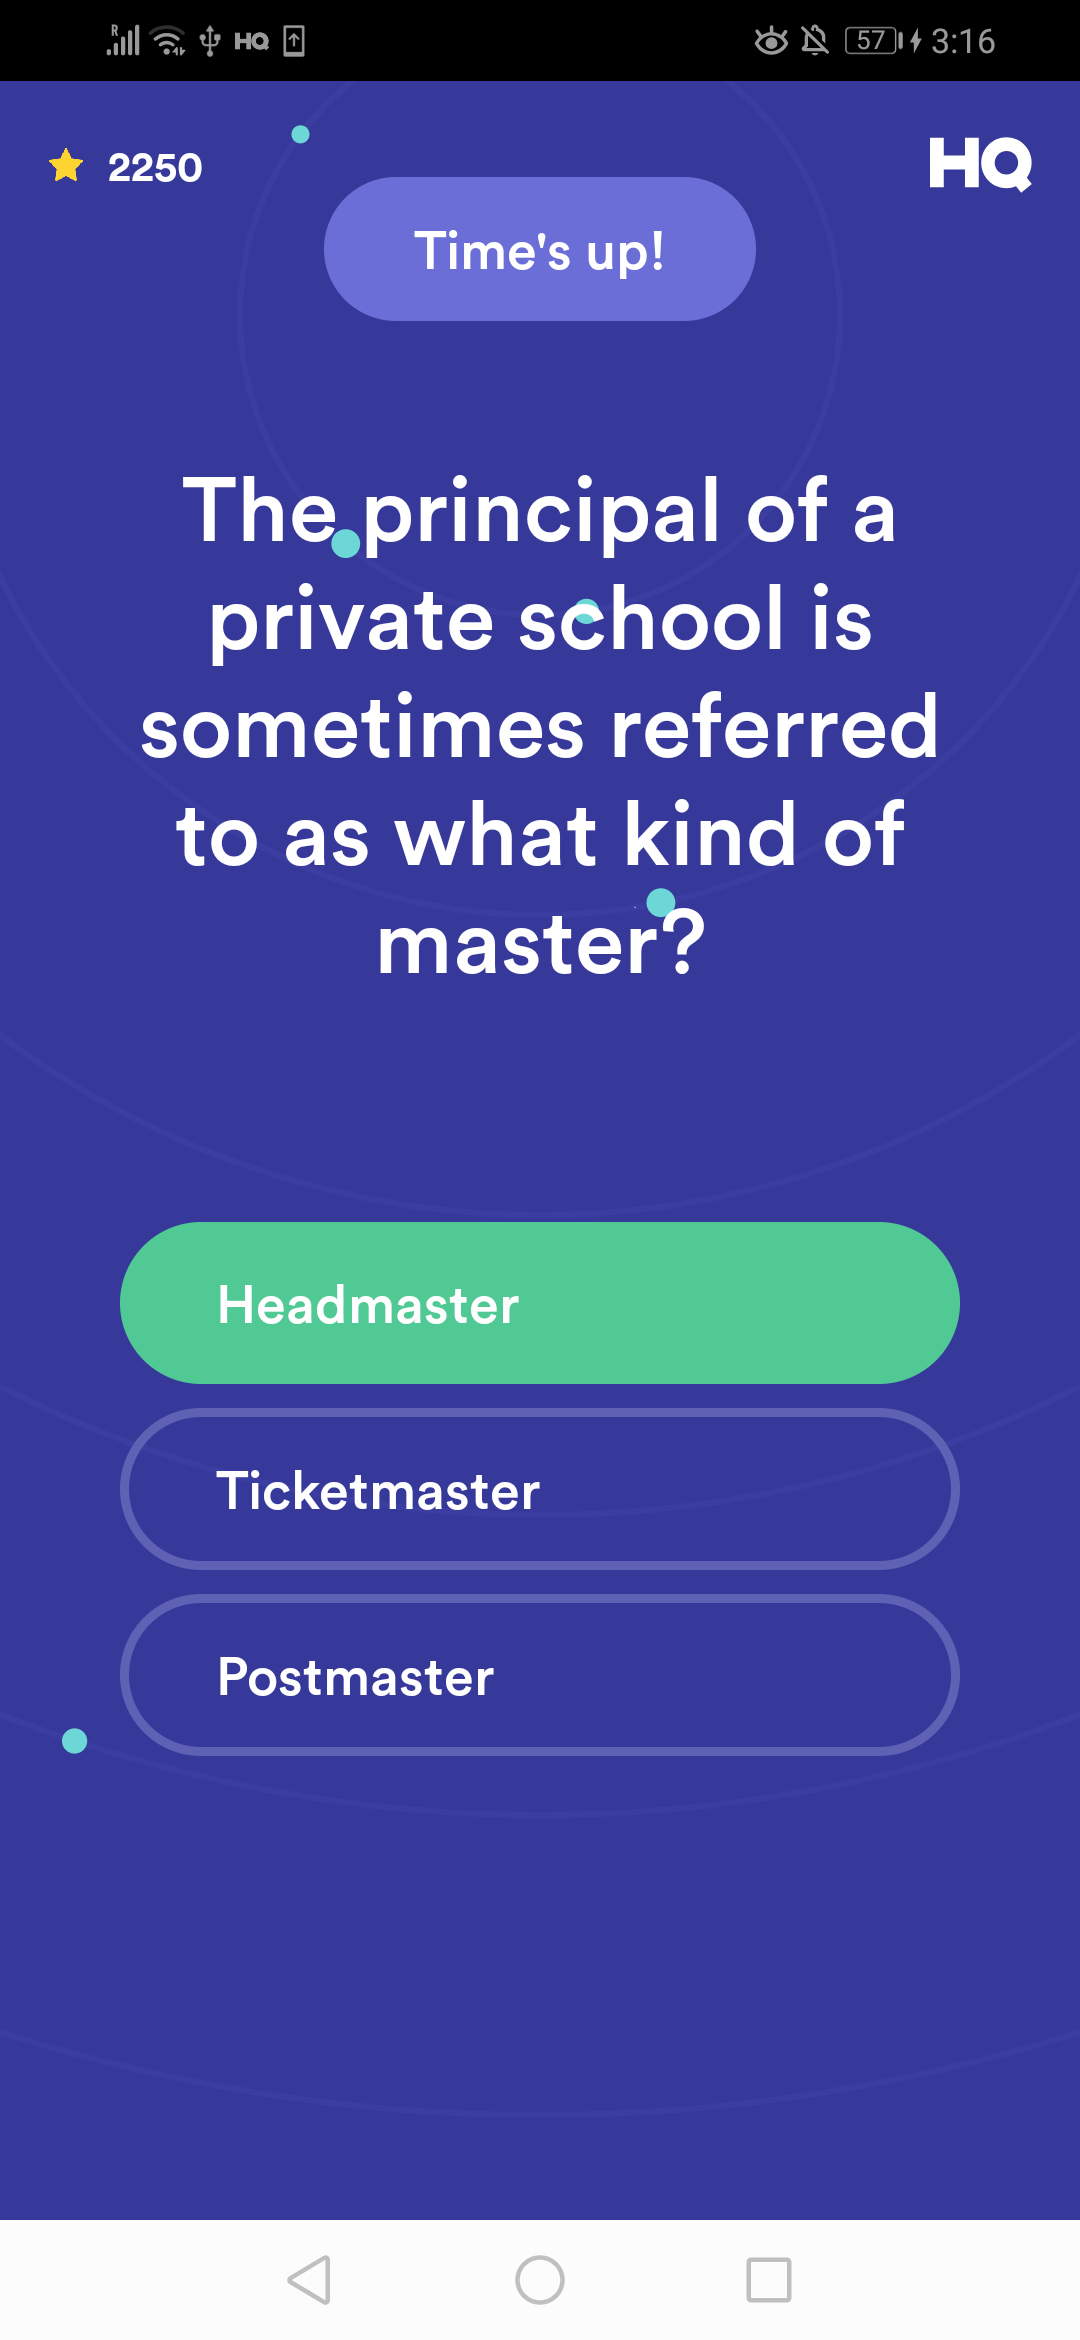 R HQ 57 3:16
2250
HQ
Time's up!
The principal of a
private school is
sometimes referred
to as what kind of
master?
Headmaster
Ticketmaster
Postmaster